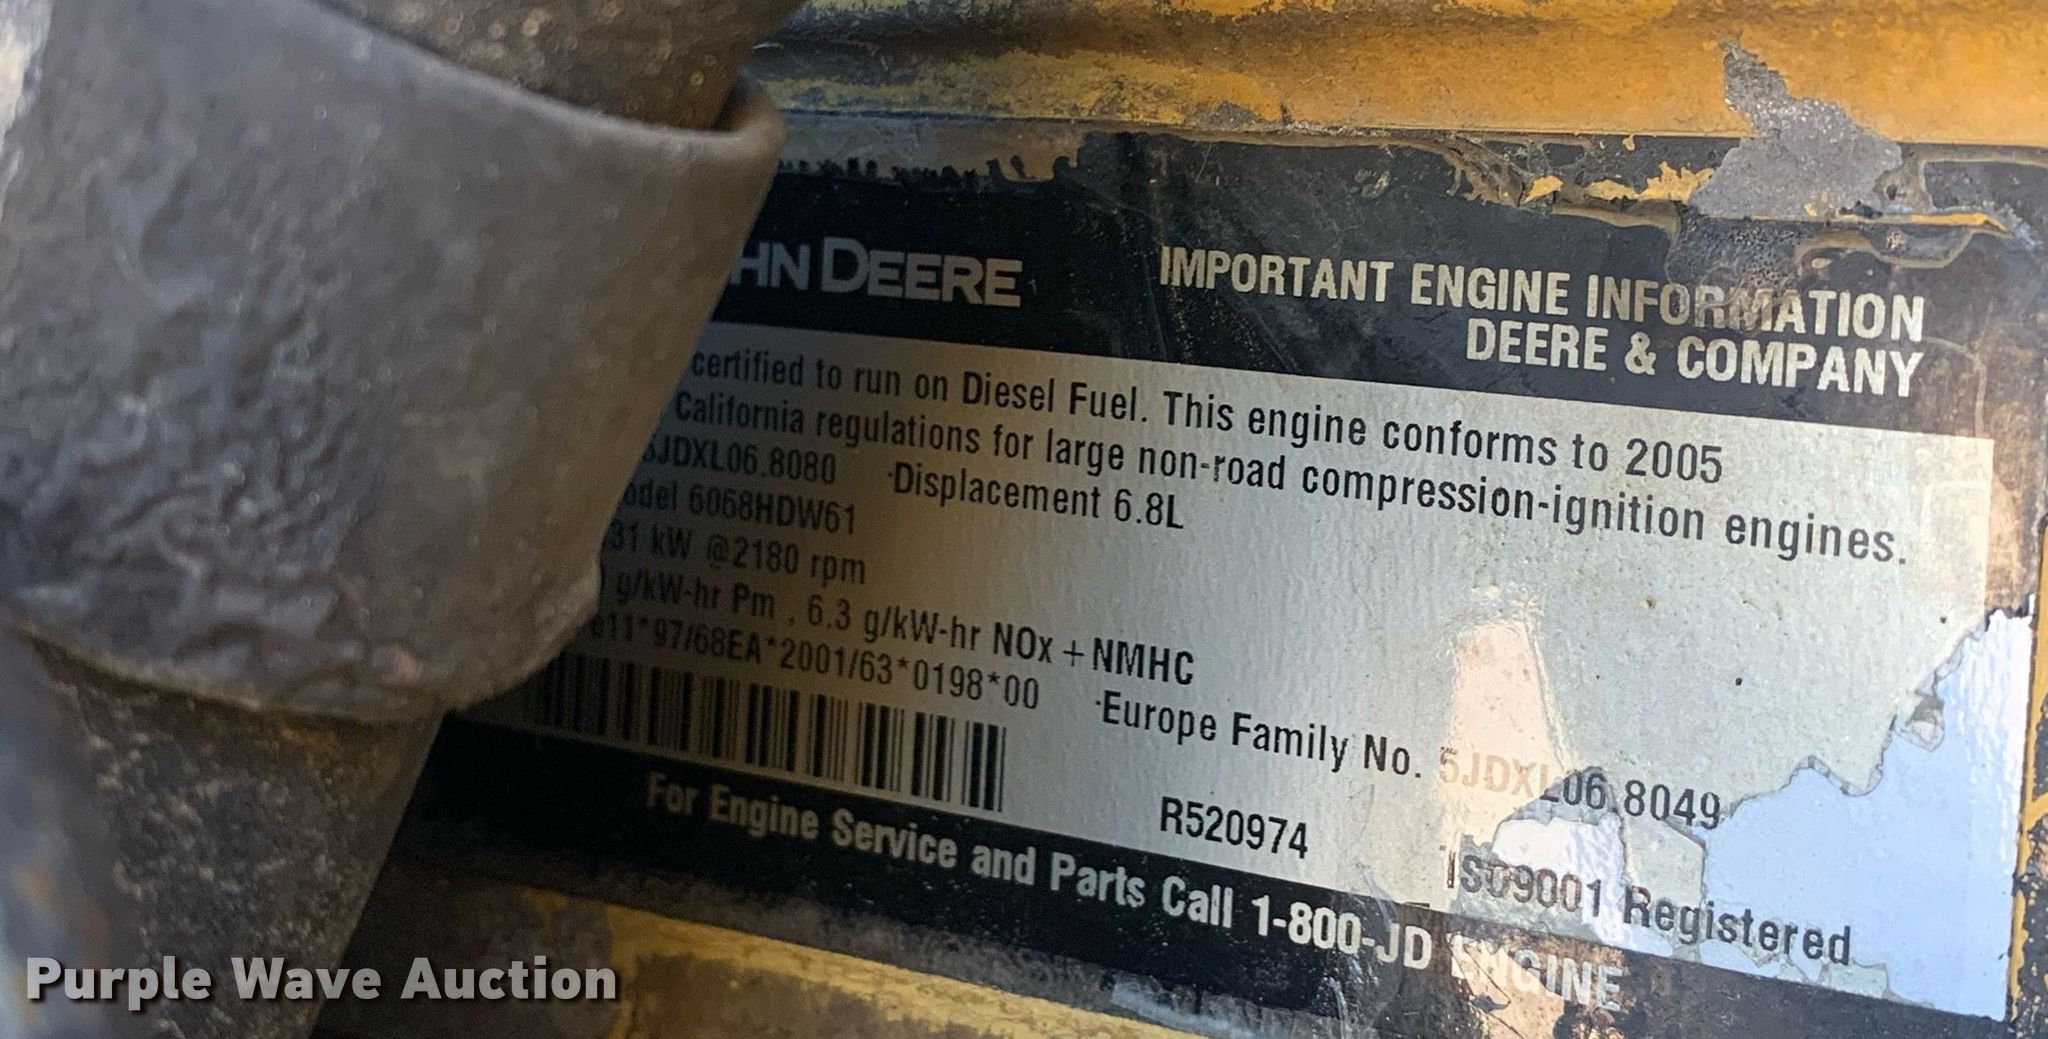 HN DEERE
IMPORTANT ENGINE INFORMATION
DEERE & COMPANY
certified to run on Diesel Fuel. This engine conforms to 2005
California regulations for large non-road compression-ignition engines.
5JDXL06.8080 ·Displacement 6.8L
odel 6068HDW61
31 kW @2180 rpm
g/kW-hr Pm , 6.3 g/kW-hr NOx + NMHC
e11*97/68EA*2001/63*0198*00 ·Europe Family No. 5JDXL06.8049
R520974
ISO9001 Registered
For Engine Service and Parts Call 1-800-JD ENGINE
Purple Wave Auction